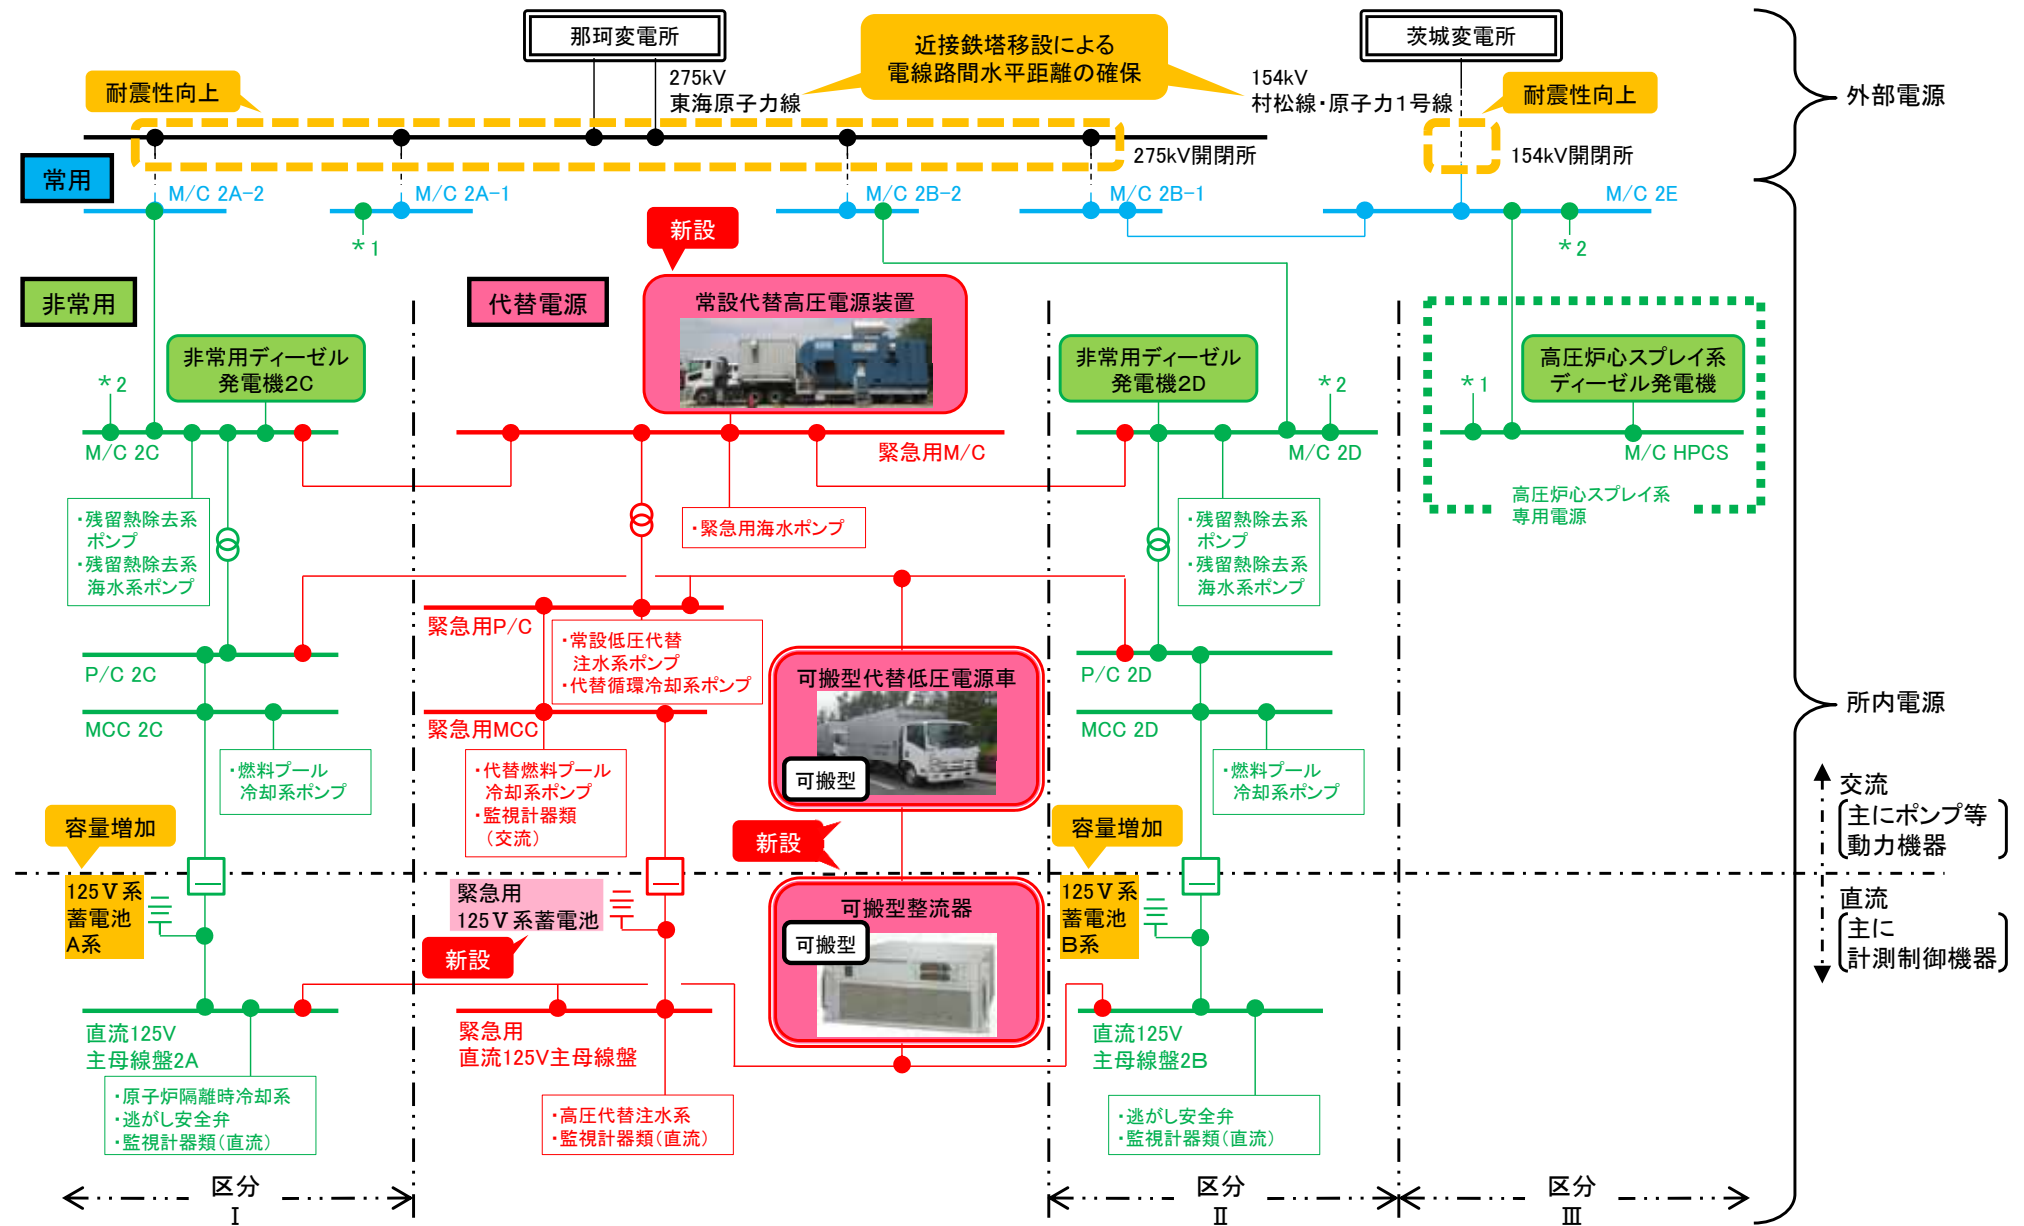 那珂変電所
近接鉄塔移設による
電線路間水平距離の確保
茨城変電所
275kV
東海原子力線
154kV
村松線・原子力1号線
耐震性向上
耐震性向上
外部電源
275kV開閉所
154kV開閉所
常用
M/C 2A-2
M/C 2A-1
M/C 2B-2
M/C 2B-1
M/C 2E
*1
*2
新設
非常用
代替電源
常設代替高圧電源装置
非常用ディーゼル
発電機2C
非常用ディーゼル
発電機2D
高圧炉心スプレイ系
ディーゼル発電機
*2
*2
*1
M/C 2C
緊急用M/C
M/C 2D
M/C HPCS
高圧炉心スプレイ系
専用電源
・残留熱除去系
ポンプ
・残留熱除去系
海水系ポンプ
・緊急用海水ポンプ
・残留熱除去系
ポンプ
・残留熱除去系
海水系ポンプ
緊急用P/C
・常設低圧代替
注水系ポンプ
・代替循環冷却系ポンプ
P/C 2C
可搬型代替低圧電源車
可搬型
P/C 2D
所内電源
MCC 2C
緊急用MCC
MCC 2D
・燃料プール
冷却系ポンプ
・代替燃料プール
冷却系ポンプ
・監視計器類
(交流)
・燃料プール
冷却系ポンプ
交流
主にポンプ等
動力機器
容量増加
新設
容量増加
125V系
蓄電池
A系
緊急用
125V系蓄電池
新設
可搬型整流器
可搬型
125V系
蓄電池
B系
直流
主に
計測制御機器
直流125V
主母線盤2A
緊急用
直流125V主母線盤
直流125V
主母線盤2B
・原子炉隔離時冷却系
・逃がし安全弁
・監視計器類(直流)
・高圧代替注水系
・監視計器類(直流)
・逃がし安全弁
・監視計器類(直流)
区分
Ⅰ
区分
Ⅱ
区分
Ⅲ